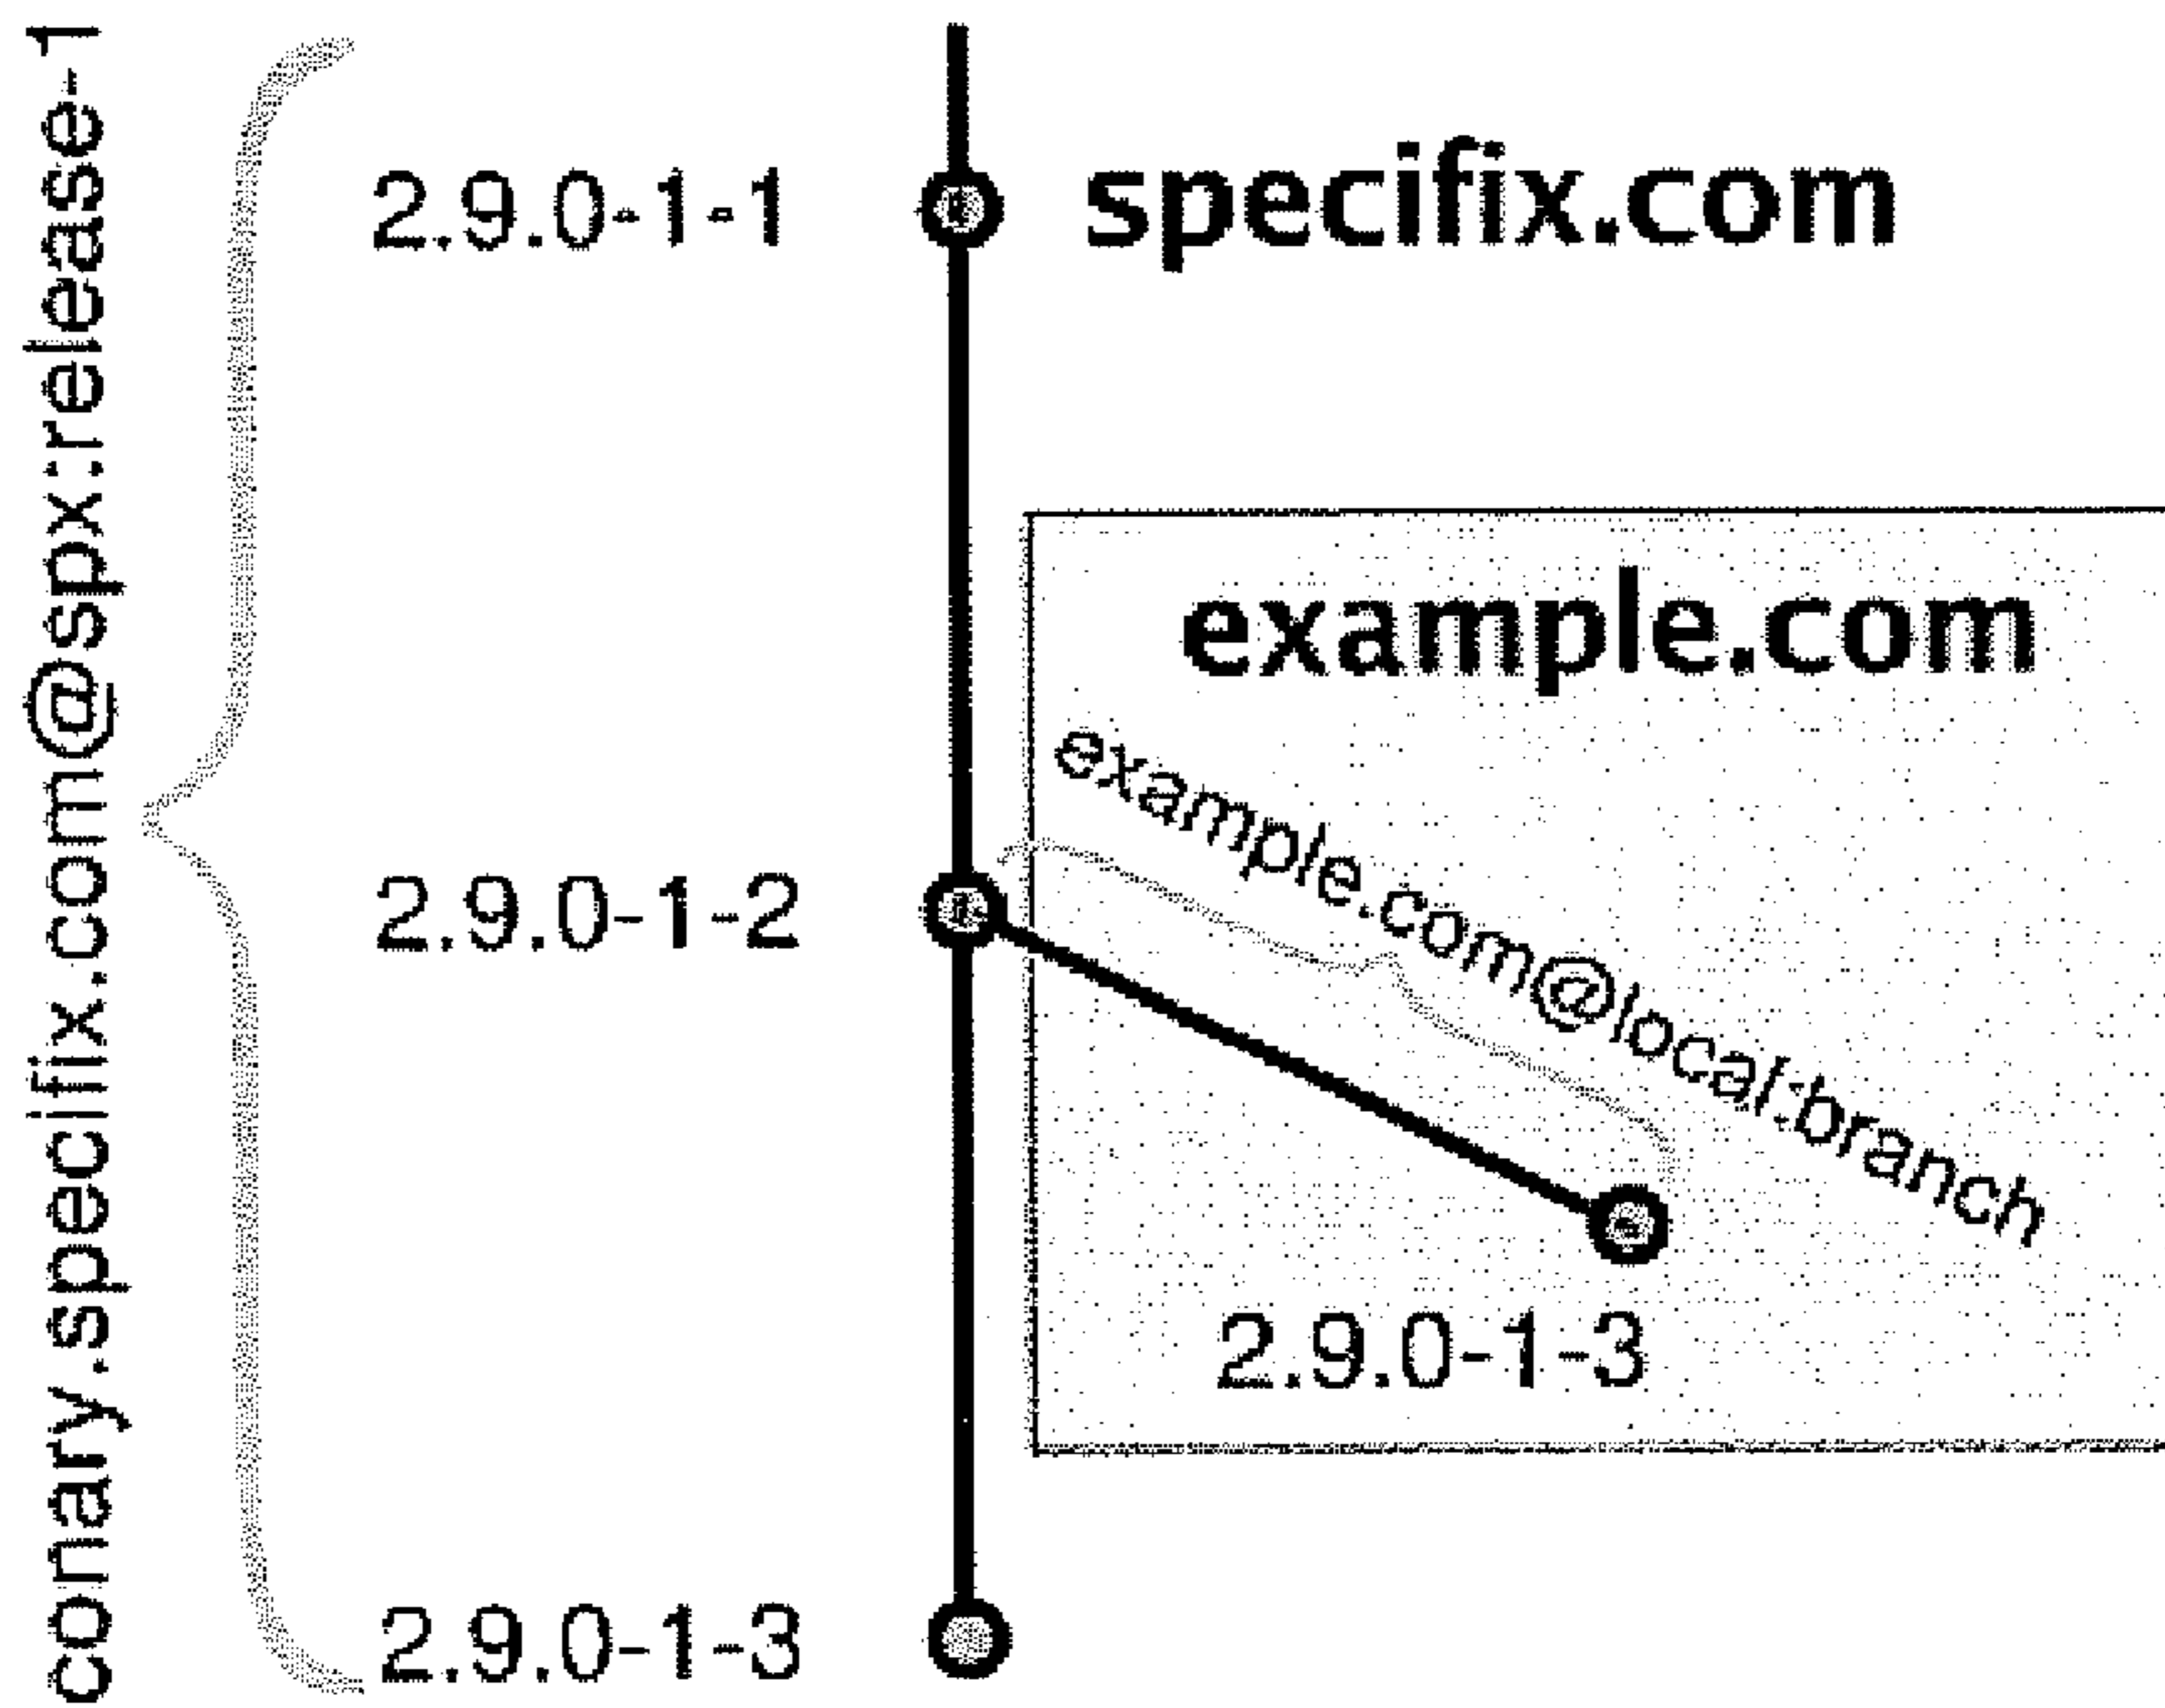 conary.specifix.com@spx:release-1
2.9.0-1-1
specifix.com
example.com
example.com@local:branch
2.9.0-1-2
2.9.0-1-3
2.9.0-1-3